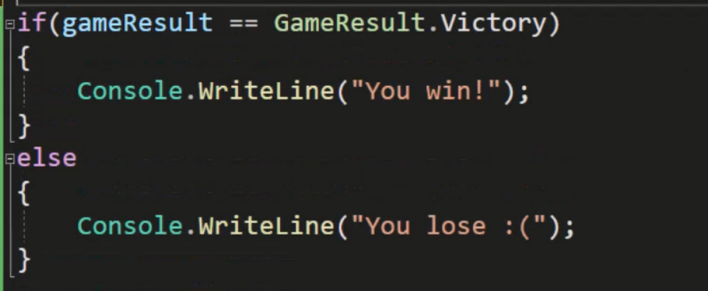 if(gameResult == GameResult.Victory)
{
    Console.WriteLine("You win!");
}
else
{
    Console.WriteLine("You lose :(");
}